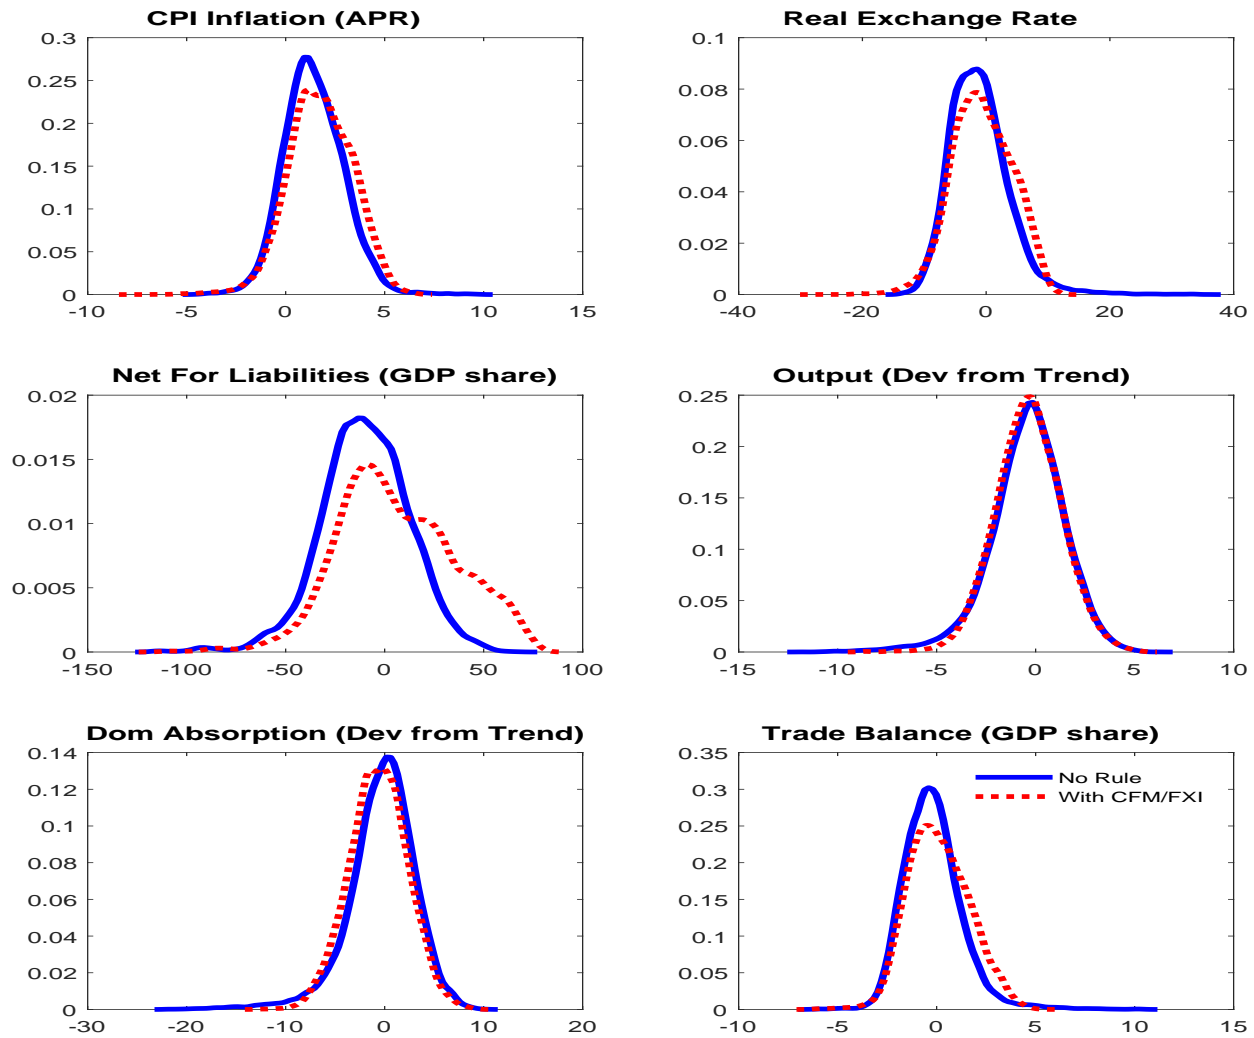 CPI Inflation (APR)
0.3
0.25
0.2
0.15
0.1
0.05
0
-10 -5 0 5 10 15
Real Exchange Rate
0.1
0.08
0.06
0.04
0.02
0
-40 -20 0 20 40
Net For Liabilities (GDP share)
0.02
0.015
0.01
0.005
0
-150 -100 -50 0 50 100
Output (Dev from Trend)
0.25
0.2
0.15
0.1
0.05
0
-15 -10 -5 0 5 10
Dom Absorption (Dev from Trend)
0.14
0.12
0.1
0.08
0.06
0.04
0.02
0
-30 -20 -10 0 10 20
Trade Balance (GDP share)
0.35
0.3
0.25
0.2
0.15
0.1
0.05
0
-10 -5 0 5 10 15
No Rule
With CFM/FXI